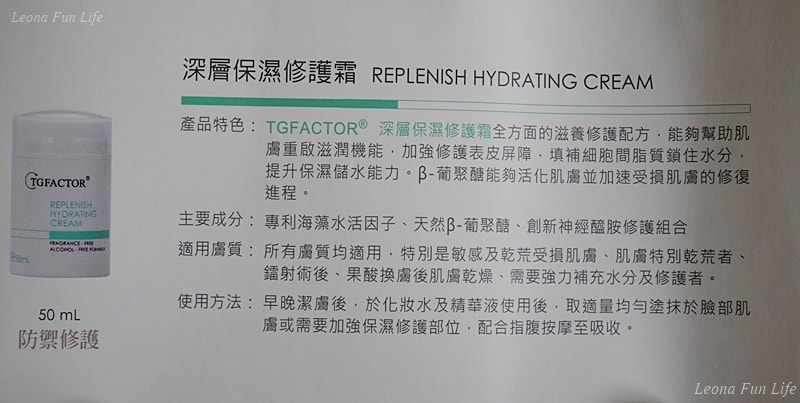 Leona Fun Life
深層保濕修護霜 REPLENISH HYDRATING CREAM
產品特色： TGFACTOR® 深層保濕修護霜全方面的滋養修護配方，能夠幫助肌
膚重啟滋潤機能，加強修護表皮屏障，填補細胞間脂質鎖住水分，
提升保濕儲水能力。β-葡聚醣能夠活化肌膚並加速受損肌膚的修復
進程。
主要成分： 專利海藻水活因子、天然β-葡聚醣、創新神經醯胺修護組合
適用膚質： 所有膚質均適用，特別是敏感及乾荒受損肌膚、肌膚特別乾荒者、
鐳射術後、果酸換膚後肌膚乾燥、需要強力補充水分及修護者。
使用方法： 早晚潔膚後，於化妝水及精華液使用後，取適量均勻塗抹於臉部肌
膚或需要加強保濕修護部位，配合指腹按摩至吸收。
TGFACTOR®
REPLENISH
HYDRATING
CREAM
FRAGRANCE - FREE
ALCOHOL - FREE FORMULA
50mL
50 mL
防禦修護
Leona Fun Life